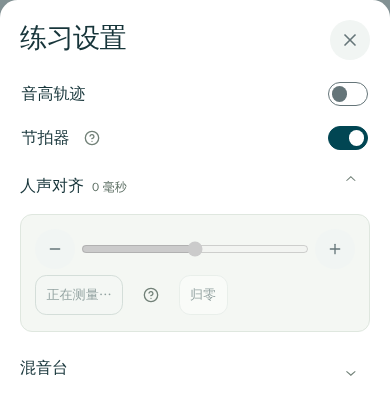 练习设置
音高轨迹
节拍器
人声对齐 0 毫秒
正在测量… 归零
混音台